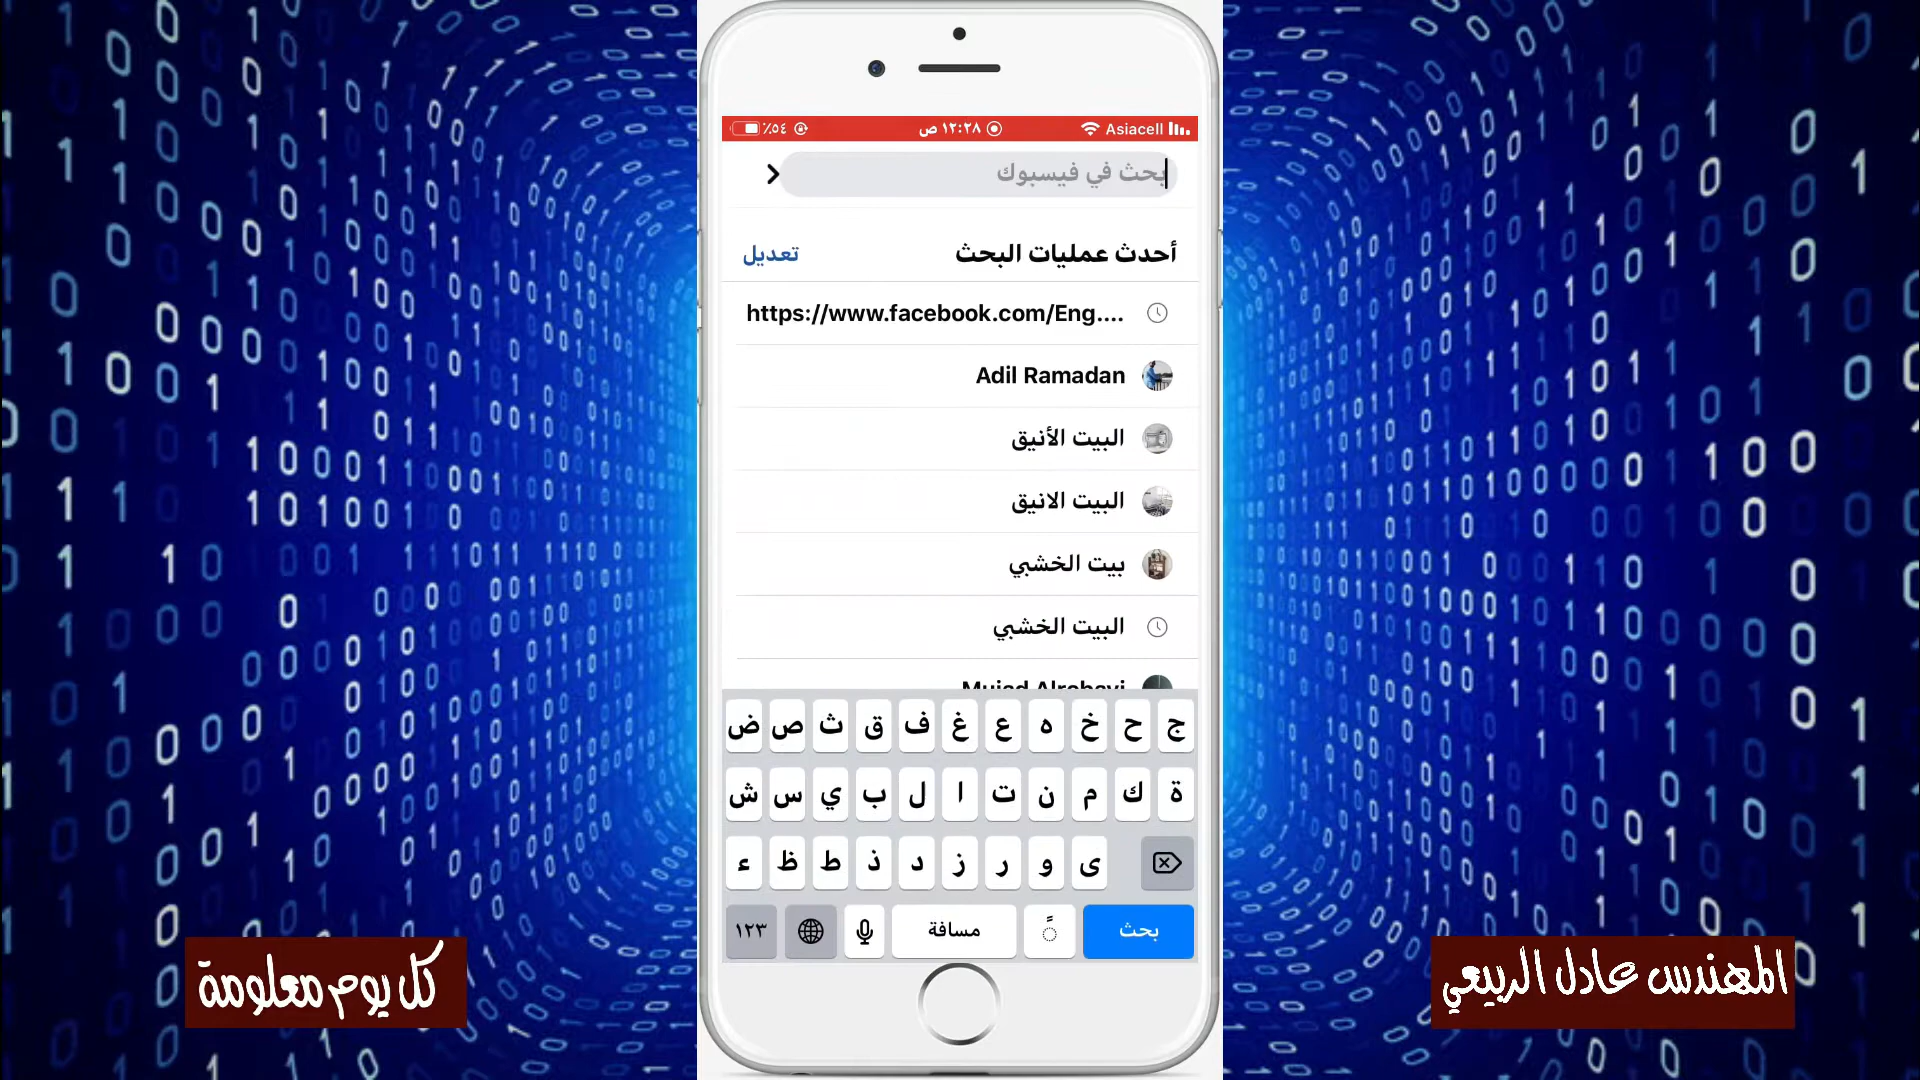 Asiacell
١٢:٢٨ ص
٪٥٤
بحث في فيسبوك
أحدث عمليات البحث
تعديل
https://www.facebook.com/Eng....
Adil Ramadan
البيت الأنيق
البيت الانيق
بيت الخشبي
البيت الخشبي
ض ص ث ق ف غ ع ه خ ح ج
ش س ي ب ل ا ت ن م ك ة
ء ظ ط ذ د ز ر و ى
١٢٣
مسافة
بحث
كل يوم معلومة
المهندس عادل الربيعي